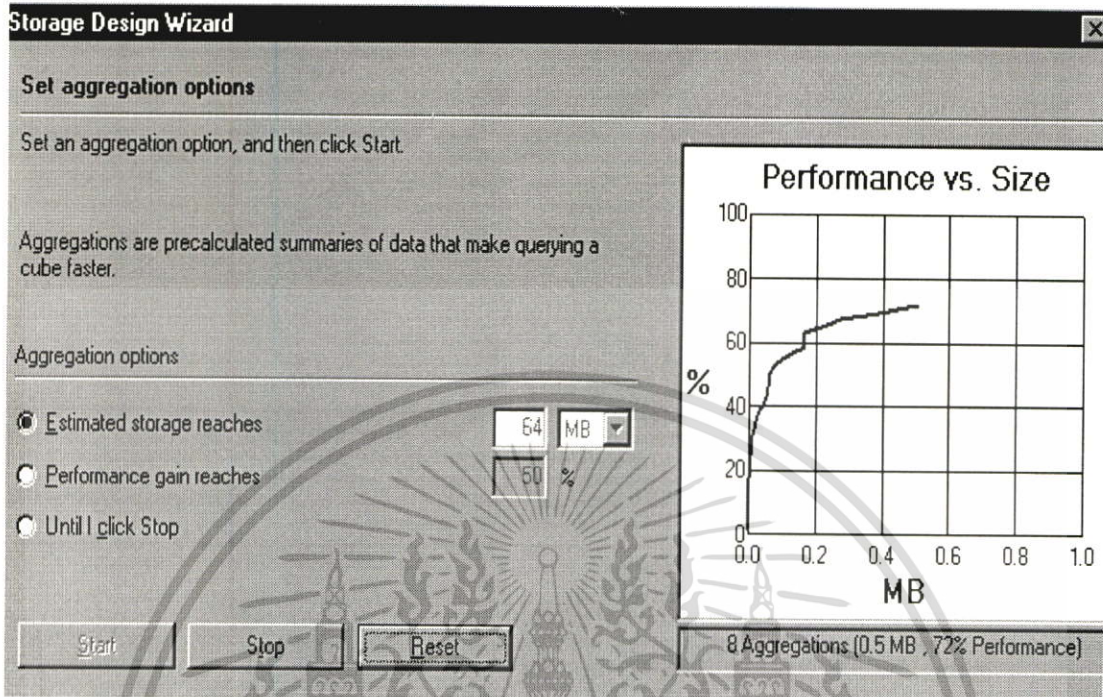 Storage Design Wizard
Set aggregation options
Set an aggregation option, and then click Start.
Aggregations are precalculated summaries of data that make querying a
cube faster.
Aggregation options
Estimated storage reaches 64 MB
Performance gain reaches 50 %
Until I click Stop
Start Stop Reset
Performance vs. Size
100
80
60
%
40
20
0
0.0 0.2 0.4 0.6 0.8 1.0
MB
8 Aggregations (0.5 MB , 72% Performance)